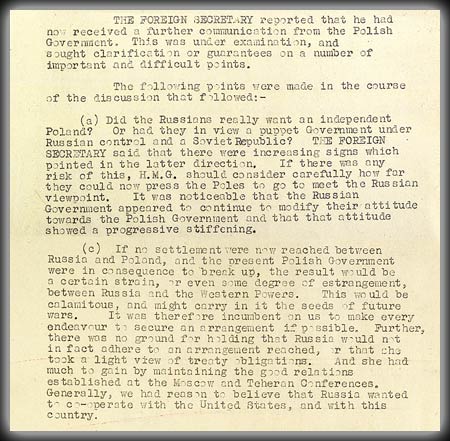 THE FOREIGN SECRETARY reported that he had
now received a further communication from the Polish
Government. This was under examination, and
sought clarification or guarantees on a number of
important and difficult points.
The following points were made in the course
of the discussion that followed:-
(a) Did the Russians really want an independent
Poland? Or had they in view a puppet Government under
Russian control and a Soviet Republic? THE FOREIGN
SECRETARY said that there were increasing signs which
pointed in the latter direction. If there was any
risk of this, H.M.G. should consider carefully how far
they could now press the Poles to go to meet the Russian
viewpoint. It was noticeable that the Russian
Government appeared to continue to modify their attitude
towards the Polish Government and that that attitude
showed a progressive stiffening.
(c) If no settlement were now reached between
Russia and Poland, and the present Polish Government
were in consequence to break up, the result would be
a certain strain, or even some degree of estrangement,
between Russia and the Western Powers. This would be
calamitous, and might carry in it the seeds of future
wars. It was therefore incumbent on us to make every
endeavour to secure an arrangement if possible. Further,
there was no ground for holding that Russia would not
in fact adhere to an arrangement reached, or that she
took a light view of treaty obligations. And she had
much to gain by maintaining the good relations
established at the Moscow and Teheran Conferences.
Generally, we had reason to believe that Russia wanted
to co-operate with the United States, and with this
country.